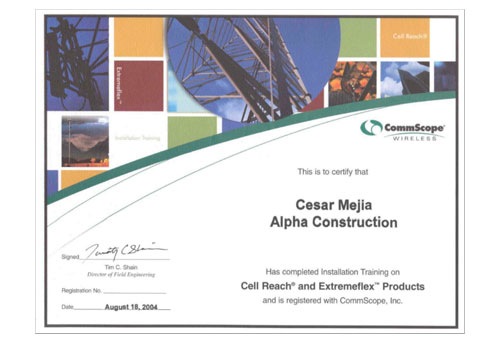 Cell Reach®
Extremeflex™
Installation Training
CommScope®
WIRELESS
This is to certify that
Cesar Mejia
Alpha Construction
Signed
Timothy C Shain
Tim C. Shain
Director of Field Engineering
Registration No.
Date August 18, 2004
Has completed Installation Training on
Cell Reach® and Extremeflex™ Products
and is registered with CommScope, Inc.